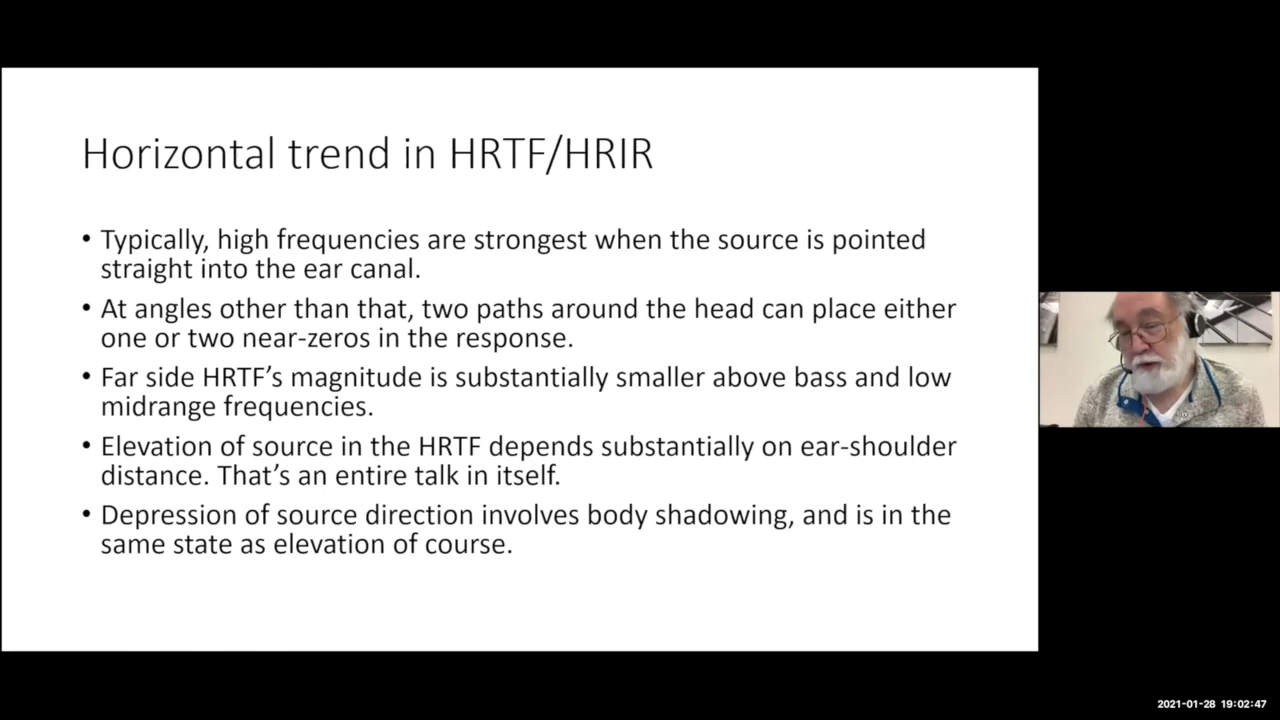 Horizontal trend in HRTF/HRIR
• Typically, high frequencies are strongest when the source is pointed
straight into the ear canal.
• At angles other than that, two paths around the head can place either
one or two near-zeros in the response.
• Far side HRTF’s magnitude is substantially smaller above bass and low
midrange frequencies.
• Elevation of source in the HRTF depends substantially on ear-shoulder
distance. That’s an entire talk in itself.
• Depression of source direction involves body shadowing, and is in the
same state as elevation of course.
2021-01-28 19:02:47